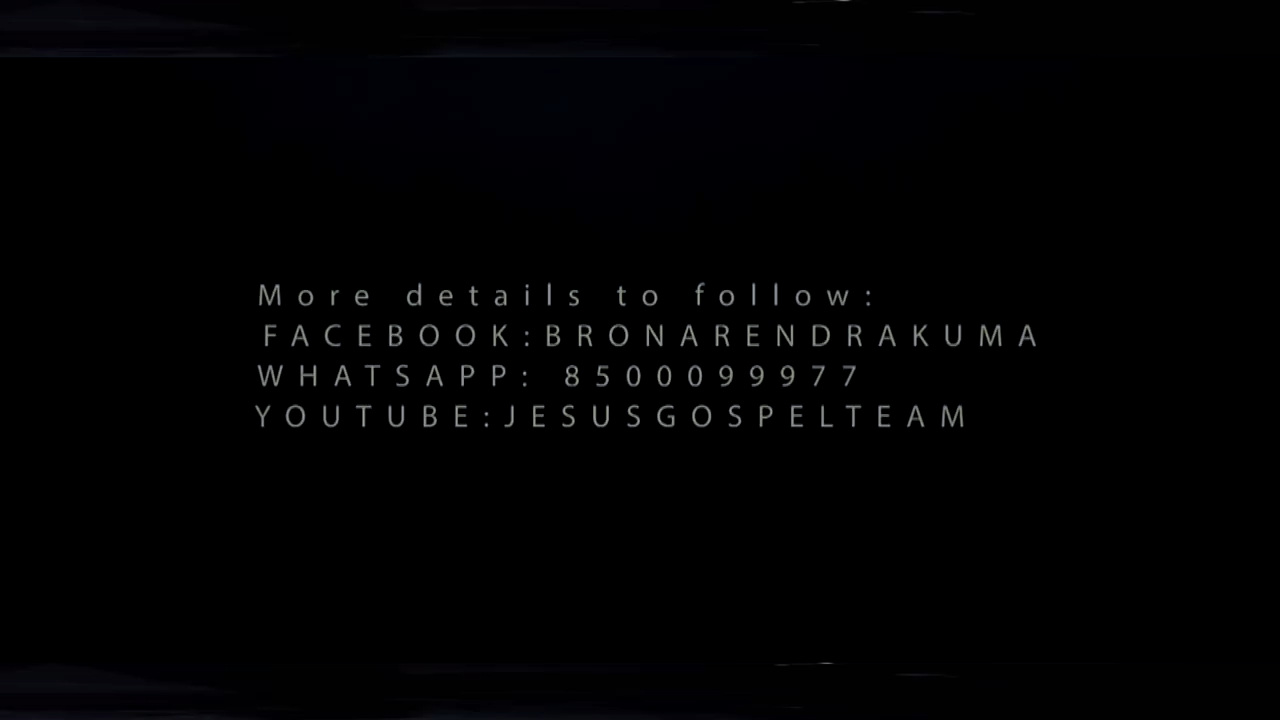 More details to follow:
FACEBOOK:BRONARENDRAKUMA
WHATSAPP: 8500099977
YOUTUBE:JESUSGOSPELTEAM